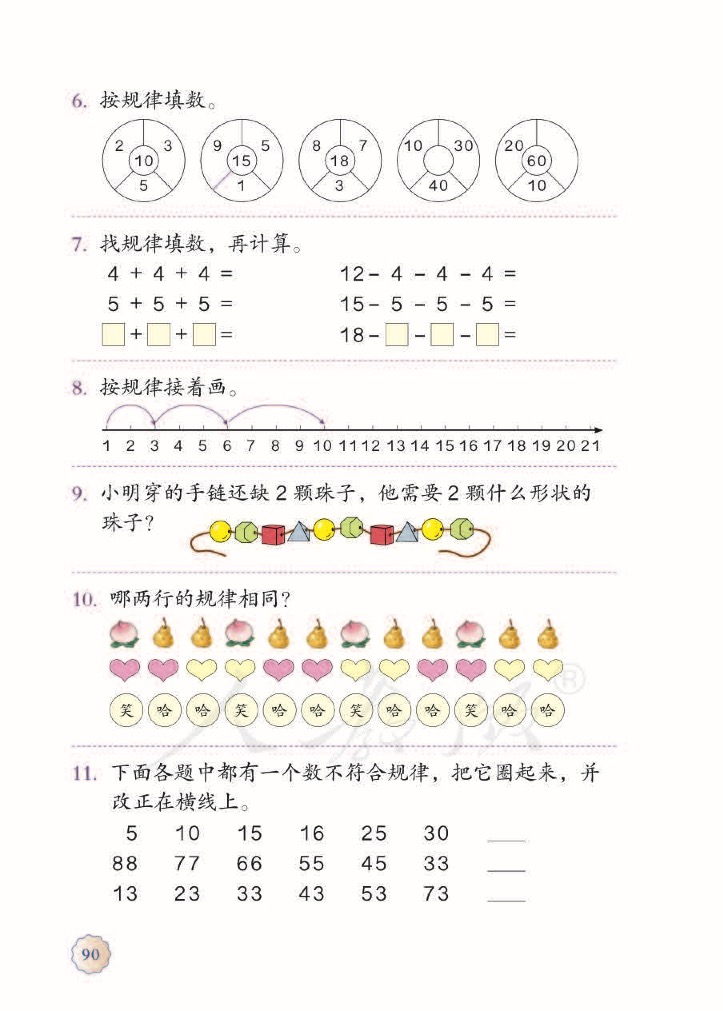 6. 按规律填数。
2 3 9 5 8 7 10 30 20
10 15 18 60
5 1 3 40 10
7. 找规律填数，再计算。
4 + 4 + 4 = 12 - 4 - 4 - 4 =
5 + 5 + 5 = 15 - 5 - 5 - 5 =
□ + □ + □ = 18 - □ - □ - □ =
8. 按规律接着画。
1 2 3 4 5 6 7 8 9 10 11 12 13 14 15 16 17 18 19 20 21
9. 小明穿的手链还缺 2 颗珠子，他需要 2 颗什么形状的
珠子？
10. 哪两行的规律相同？
笑 哈 哈 笑 哈 哈 笑 哈 哈 笑 哈 哈
人教版®
11. 下面各题中都有一个数不符合规律，把它圈起来，并
改正在横线上。
5 10 15 16 25 30 ___
88 77 66 55 45 33 ___
13 23 33 43 53 73 ___
90